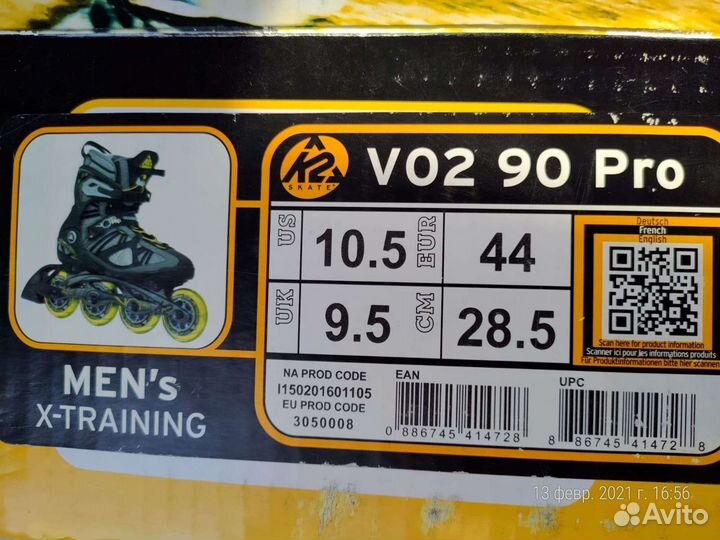 K2
SKATE
V02 90 Pro
US
10.5
EUR
44
UK
9.5
CM
28.5
Deutsch
French
English
Scan here for product information
Scanner ici pour les informations produits
Für Produktinformationen bitte hier scannen
MEN's
X-TRAINING
NA PROD CODE
I150201601105
EU PROD CODE
3050008
EAN
0 886745 414728
UPC
8 86745 41472 8
13 февр. 2021 г. 16:56
Avito